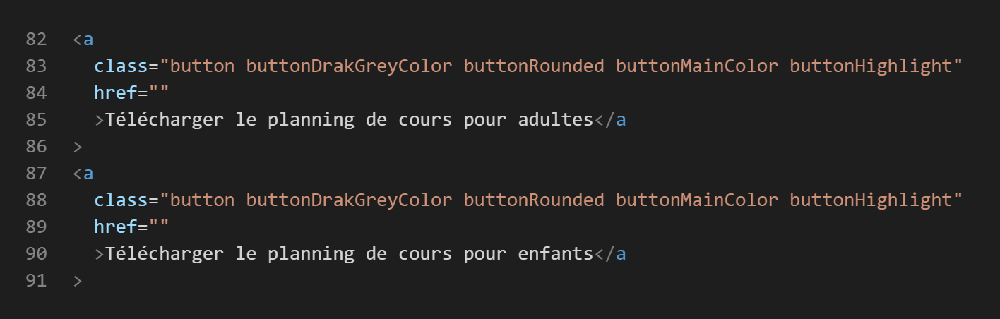 82 <a
83 class="button buttonDrakGreyColor buttonRounded buttonMainColor buttonHighlight"
84 href=""
85 >Télécharger le planning de cours pour adultes</a
86 >
87 <a
88 class="button buttonDrakGreyColor buttonRounded buttonMainColor buttonHighlight"
89 href=""
90 >Télécharger le planning de cours pour enfants</a
91 >